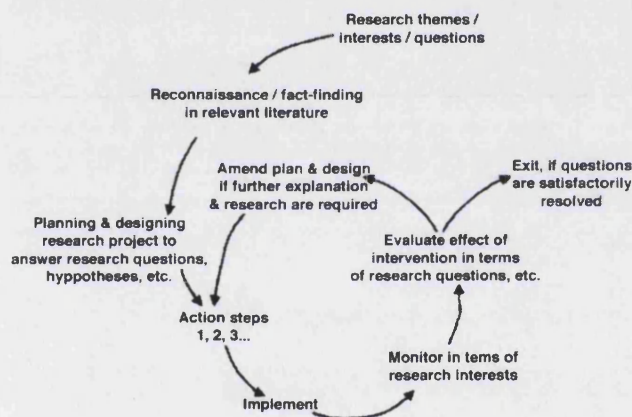 Research themes /
interests / questions
Reconnaissance / fact-finding
in relevant literature
Amend plan & design
if further explanation
& research are required
Exit, if questions
are satisfactorily
resolved
Planning & designing
research project to
answer research questions,
hyppotheses, etc.
Evaluate effect of
intervention in terms
of research questions, etc.
Action steps
1, 2, 3...
Monitor in tems of
research interests
Implement